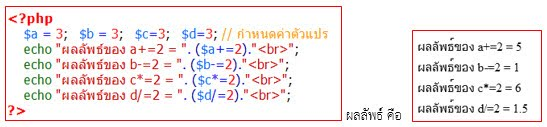 <?php
$a = 3; $b = 3; $c=3; $d=3; // กำหนดค่าตัวแปร
echo "ผลลัพธ์ของ a+=2 = ". ($a+=2)."<br>";
echo "ผลลัพธ์ของ b-=2 = ". ($b-=2)."<br>";
echo "ผลลัพธ์ของ c*=2 = ". ($c*=2)."<br>";
echo "ผลลัพธ์ของ d/=2 = ". ($d/=2)."<br>";
?>
ผลลัพธ์ คือ
ผลลัพธ์ของ a+=2 = 5
ผลลัพธ์ของ b-=2 = 1
ผลลัพธ์ของ c*=2 = 6
ผลลัพธ์ของ d/=2 = 1.5